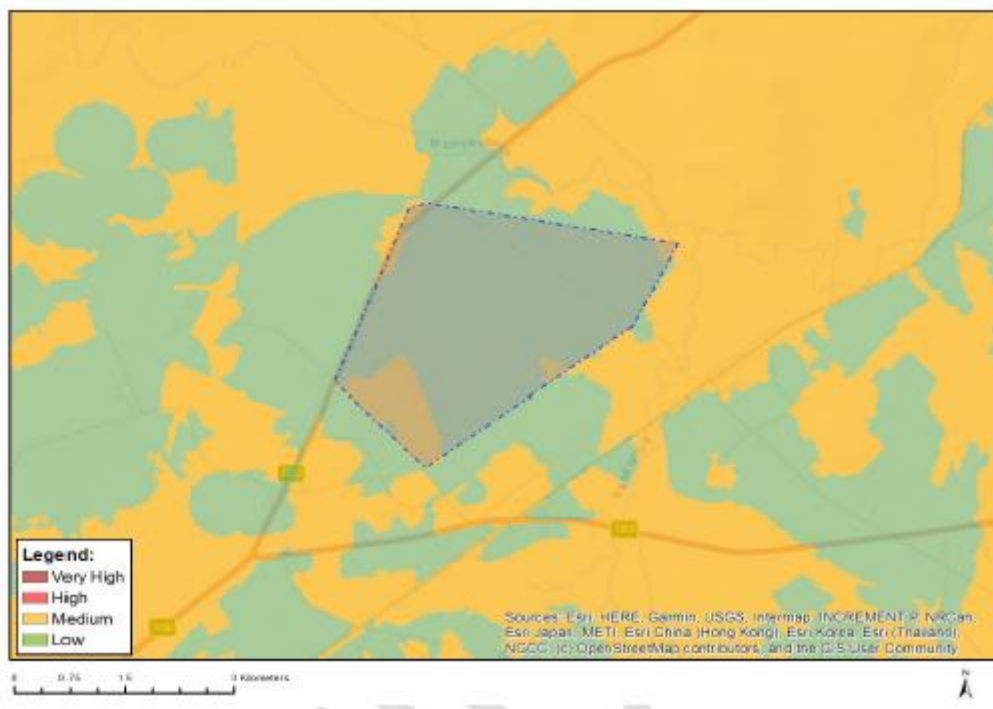 Legend:
Very High
High
Medium
Low
Sources: Esri, HERE, Garmin, USGS, Intermap, INCREMENT P, NRCan,
Esri Japan, METI, Esri China (Hong Kong), Esri Korea, Esri (Thailand),
NGCC, (c) OpenStreetMap contributors, and the GIS User Community
0 0.75 1.5 3 Kilometers
N